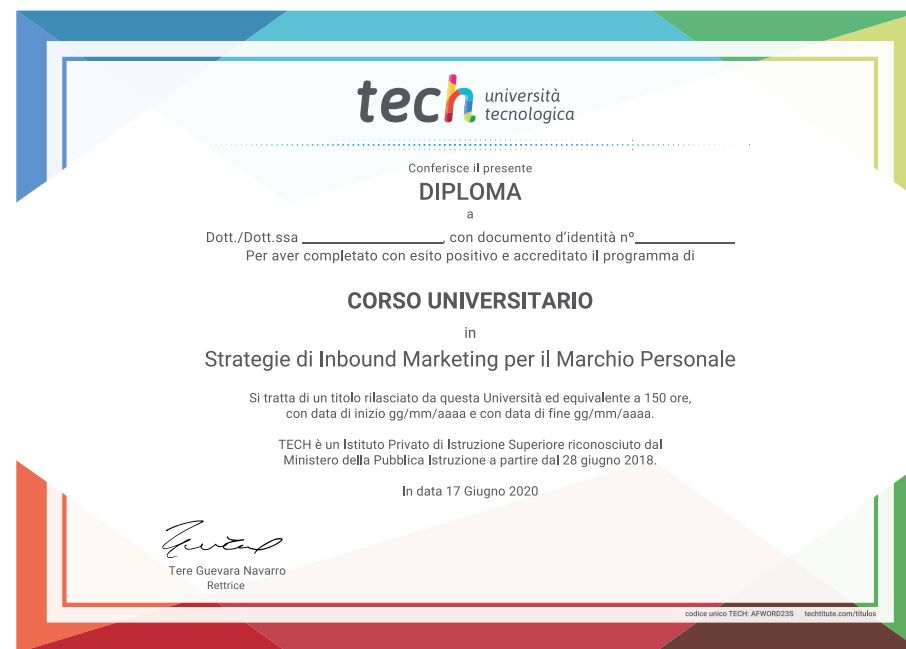 tech università
tecnologica
Conferisce il presente
DIPLOMA
a
Dott./Dott.ssa ____________________, con documento d'identità nº______________
Per aver completato con esito positivo e accreditato il programma di
CORSO UNIVERSITARIO
in
Strategie di Inbound Marketing per il Marchio Personale
Si tratta di un titolo rilasciato da questa Università ed equivalente a 150 ore,
con data di inizio gg/mm/aaaa e con data di fine gg/mm/aaaa.
TECH è un Istituto Privato di Istruzione Superiore riconosciuto dal
Ministero della Pubblica Istruzione a partire dal 28 giugno 2018.
In data 17 Giugno 2020
Tere Guevara Navarro
Rettrice
codice unico TECH: AFWORD23S techtitute.com/titulos